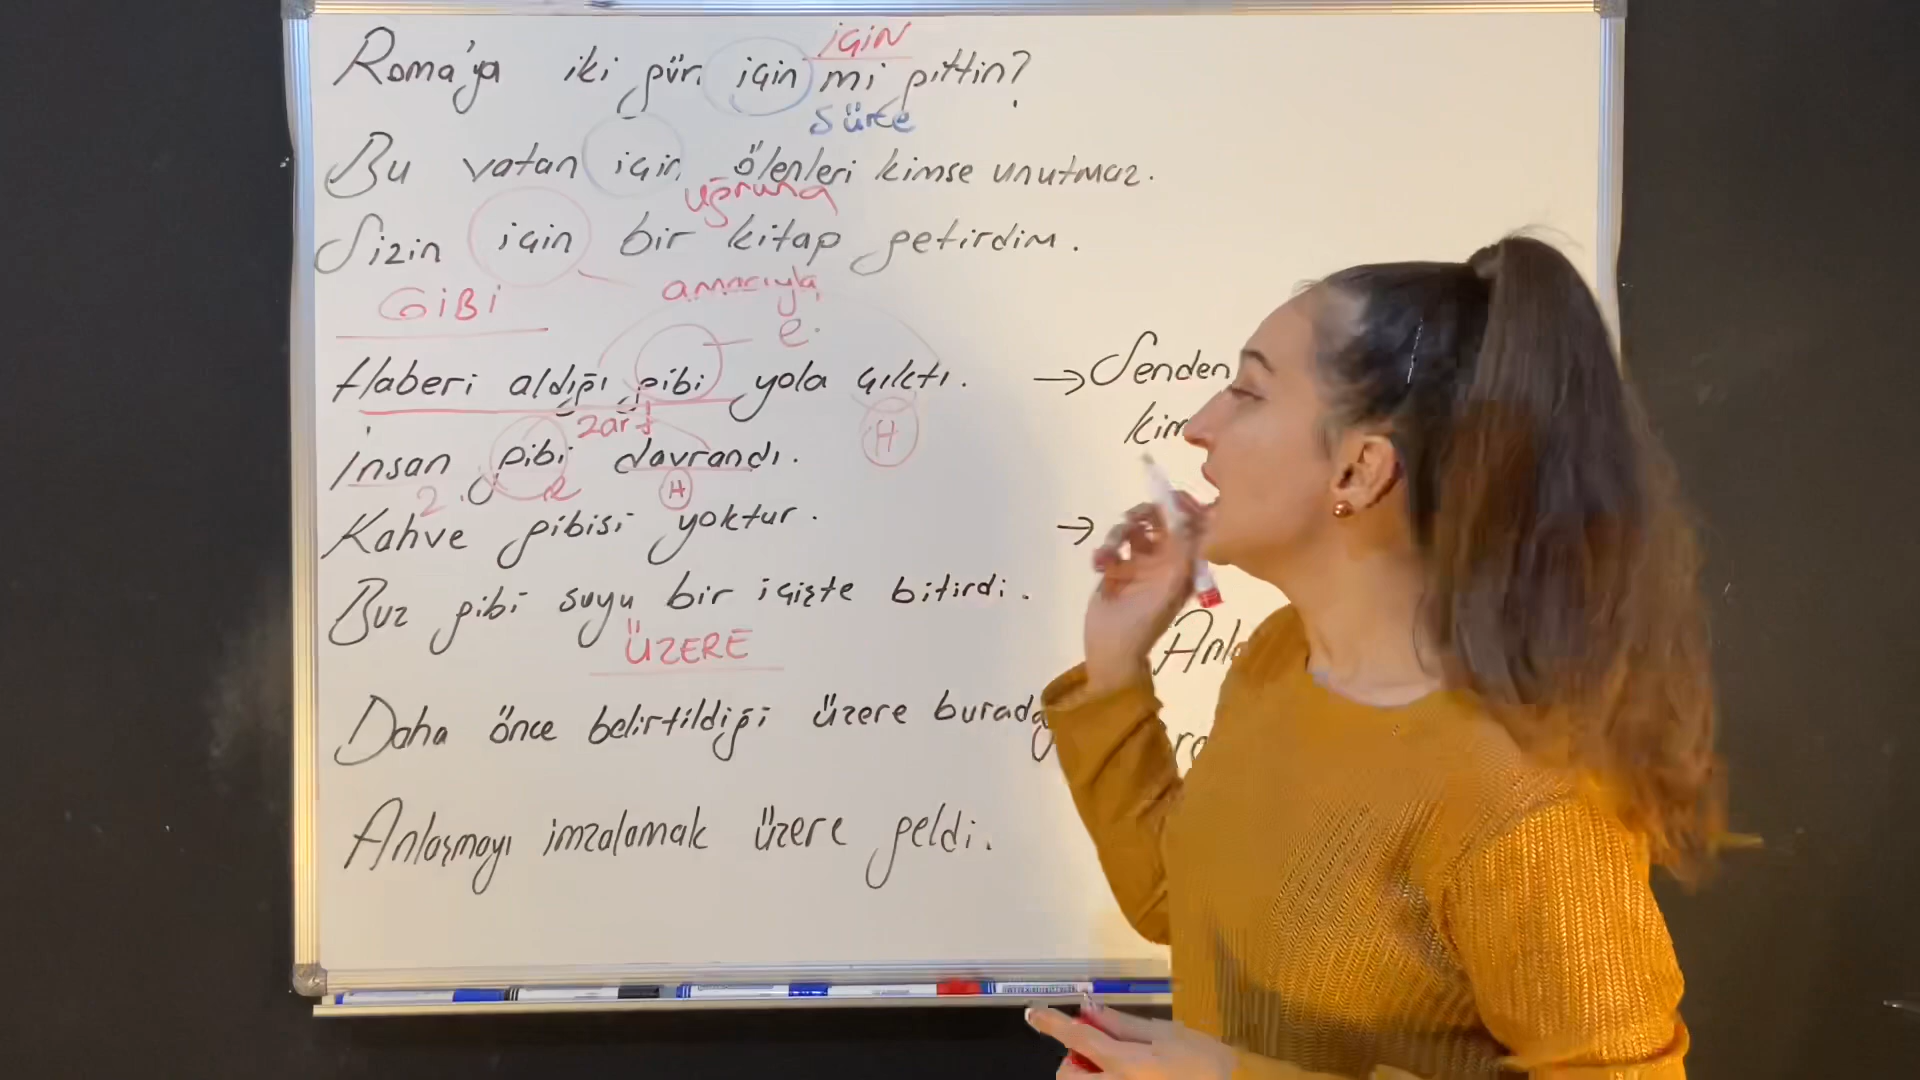 İÇİN
Roma'ya iki gün için mi gittin?
süre
Bu vatan için ölenleri kimse unutmaz.
uğruna
Sizin için bir kitap getirdim.
amacıyla
GİBİ
e.
Haberi aldığı gibi yola çıktı. → Senden
zarf H kim
İnsan gibi davrandı.
z. e H
Kahve gibisi yoktur. →
Buz gibi suyu bir içişte bitirdi.
ÜZERE
Anla
Daha önce belirtildiği üzere burada
Anlaşmayı imzalamak üzere geldi.